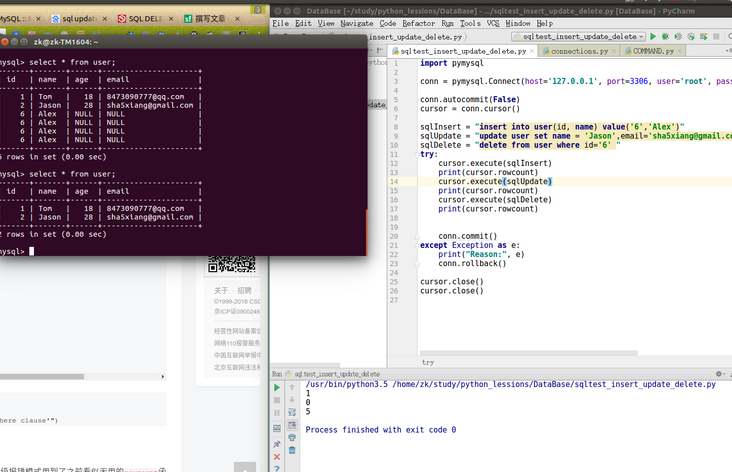 MySQL :: M
sql updat
SQL DELE
撰写文章-
zk@zk-TM1604: ~
mysql> select * from user;
id | name | age | email |
1 | Tom | 18 | 8473090777@qq.com |
2 | Jason | 28 | sha5xiang@gmail.com |
6 | Alex | NULL | NULL |
6 | Alex | NULL | NULL |
6 | Alex | NULL | NULL |
6 | Alex | NULL | NULL |
6 rows in set (0.00 sec)
mysql> select * from user;
id | name | age | email |
1 | Tom | 18 | 8473090777@qq.com |
2 | Jason | 28 | sha5xiang@gmail.com |
2 rows in set (0.00 sec)
mysql>
关于 · 招聘 ·
©1999-2018 CSD
京ICP证0900246
经营性网站备案信
网络110报警服务
中国互联网举报中
北京互联网违法和
here clause'")
DataBase [~/study/python_lessions/DataBase] - .../sqltest_insert_update_delete.py [DataBase] - PyCharm
File Edit View Navigate Code Refactor Run Tools VCS Window Help
_insert_update_delete.py
sqltest_insert_update_delete
sqltest_insert_update_delete.py
connections.py
COMMAND.py
1 import pymysql
2
3 conn = pymysql.Connect(host='127.0.0.1', port=3306, user='root', pass
4
5 conn.autocommit(False)
6 cursor = conn.cursor()
7
8 sqlInsert = "insert into user(id, name) value('6','Alex')"
9 sqlUpdate = "update user set name = 'Jason',email='sha5xiang@gmail.co
10 sqlDelete = "delete from user where id='6' "
11 try:
12 cursor.execute(sqlInsert)
13 print(cursor.rowcount)
14 cursor.execute(sqlUpdate)
15 print(cursor.rowcount)
16 cursor.execute(sqlDelete)
17 print(cursor.rowcount)
18
19
20 conn.commit()
21 except Exception as e:
22 print("Reason:", e)
23 conn.rollback()
24
25 cursor.close()
26 cursor.close()
27
try
Run sqltest_insert_update_delete
/usr/bin/python3.5 /home/zk/study/python_lessions/DataBase/sqltest_insert_update_delete.py
1
0
5
Process finished with exit code 0